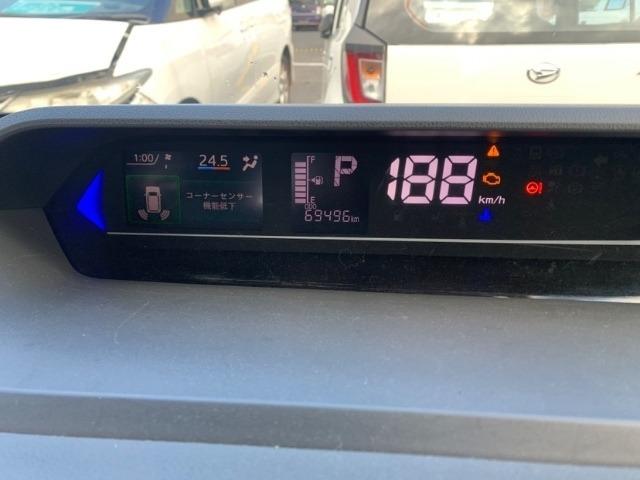 1:00/
24.5
コーナーセンサー
機能低下
F
E
P
ODO
69496km
188
km/h